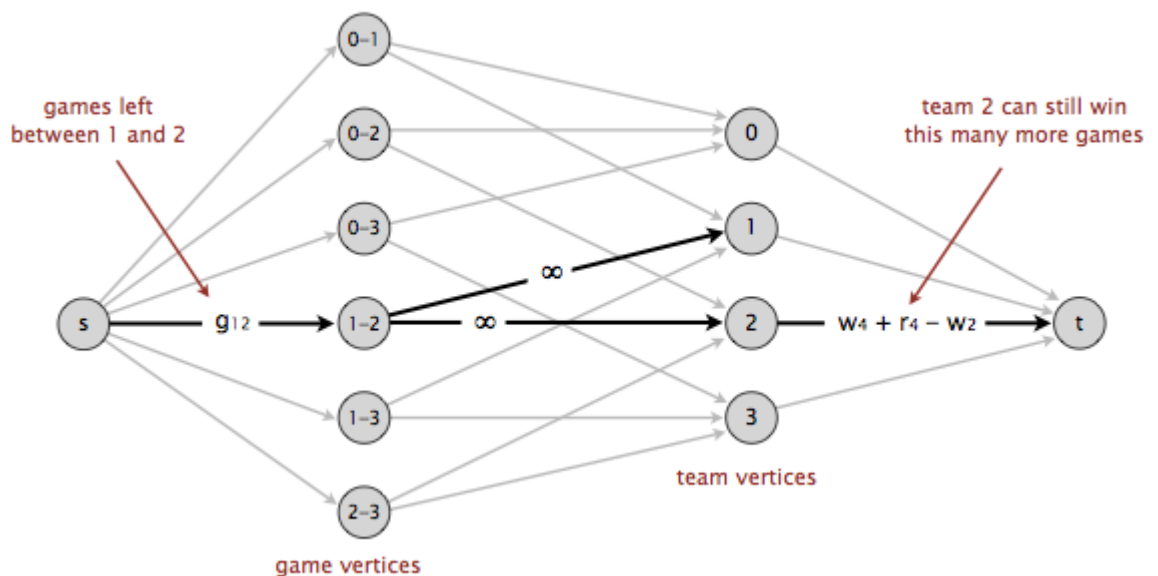 0–1
games left
between 1 and 2
team 2 can still win
this many more games
0–2
0
0–3
1
∞
s
g12
1–2
∞
2
w4 + r4 – w2
t
1–3
3
team vertices
2–3
game vertices